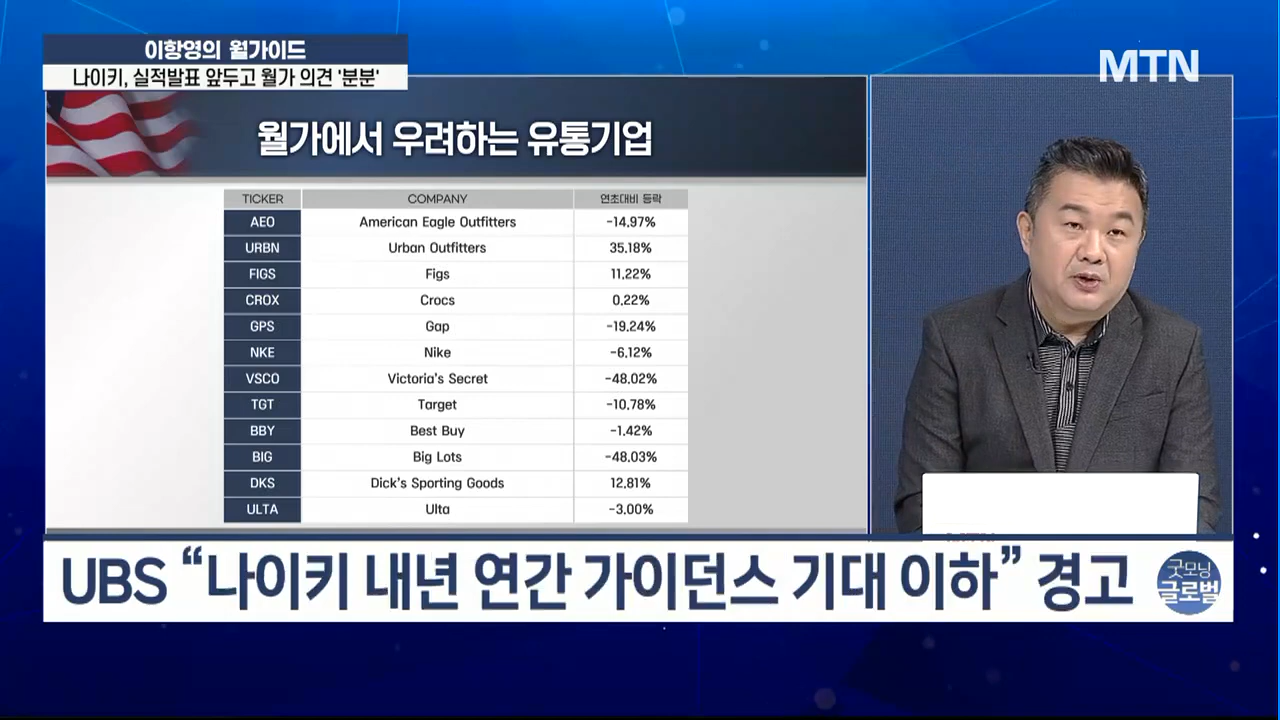 이항영의 월가이드
나이키, 실적발표 앞두고 월가 의견 '분분'
MTN
월가에서 우려하는 유통기업
TICKER COMPANY 연초대비 등락
AEO American Eagle Outfitters -14.97%
URBN Urban Outfitters 35.18%
FIGS Figs 11.22%
CROX Crocs 0.22%
GPS Gap -19.24%
NKE Nike -6.12%
VSCO Victoria's Secret -48.02%
TGT Target -10.78%
BBY Best Buy -1.42%
BIG Big Lots -48.03%
DKS Dick's Sporting Goods 12.81%
ULTA Ulta -3.00%
UBS “나이키 내년 연간 가이던스 기대 이하” 경고
굿모닝
글로벌